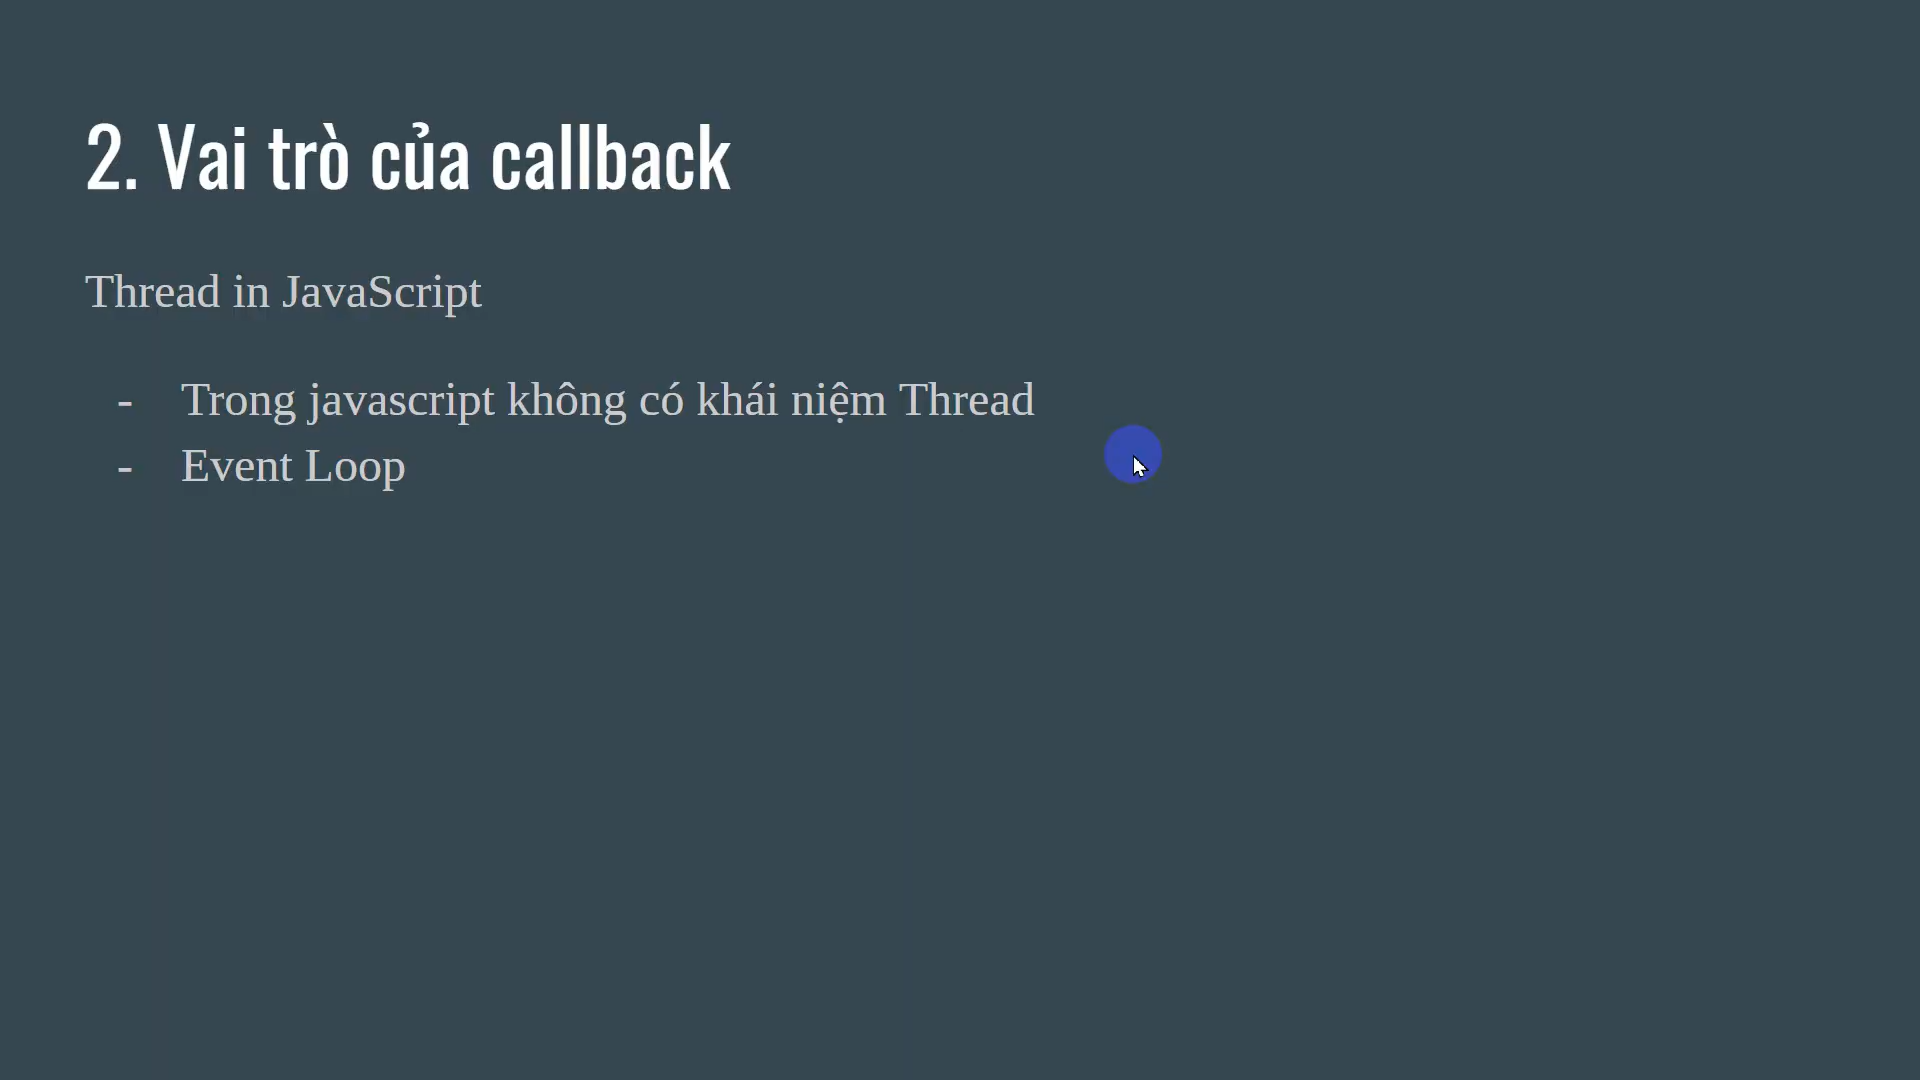 2. Vai trò của callback
Thread in JavaScript
- Trong javascript không có khái niệm Thread
- Event Loop